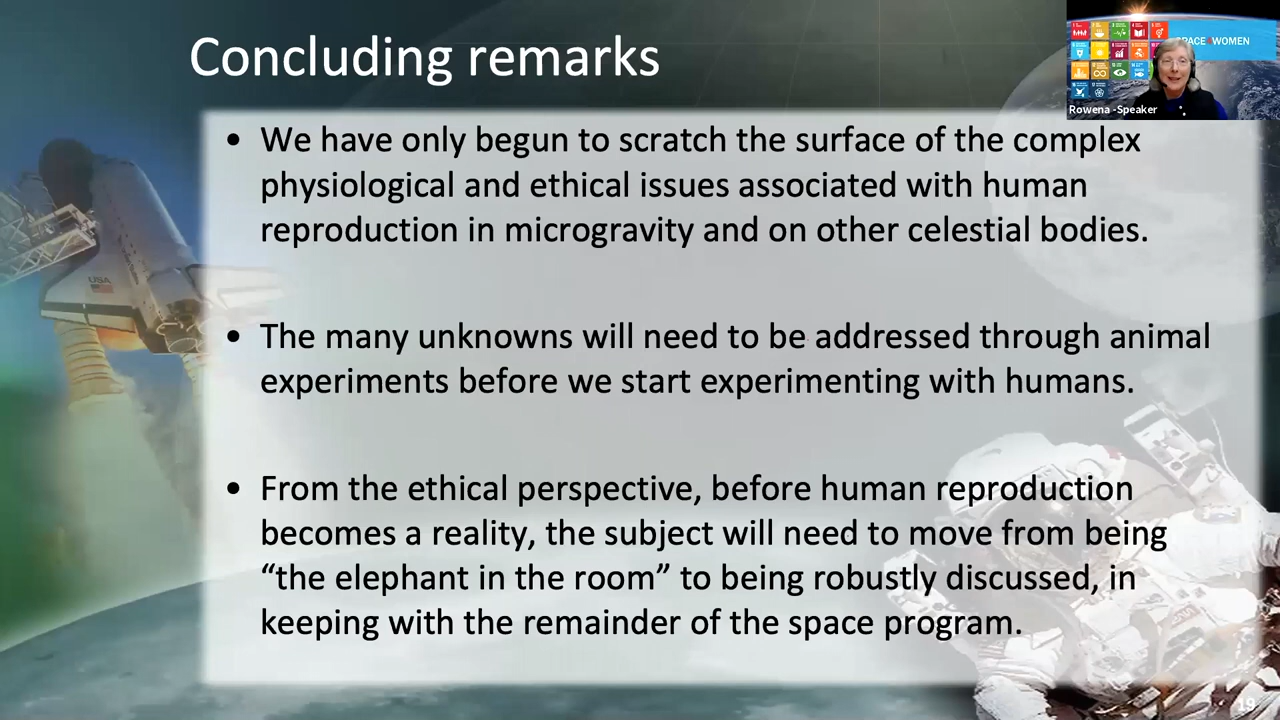 Concluding remarks
SPACE4WOMEN
Rowena -Speaker
• We have only begun to scratch the surface of the complex
physiological and ethical issues associated with human
reproduction in microgravity and on other celestial bodies.
• The many unknowns will need to be addressed through animal
experiments before we start experimenting with humans.
• From the ethical perspective, before human reproduction
becomes a reality, the subject will need to move from being
“the elephant in the room” to being robustly discussed, in
keeping with the remainder of the space program.
USA
19